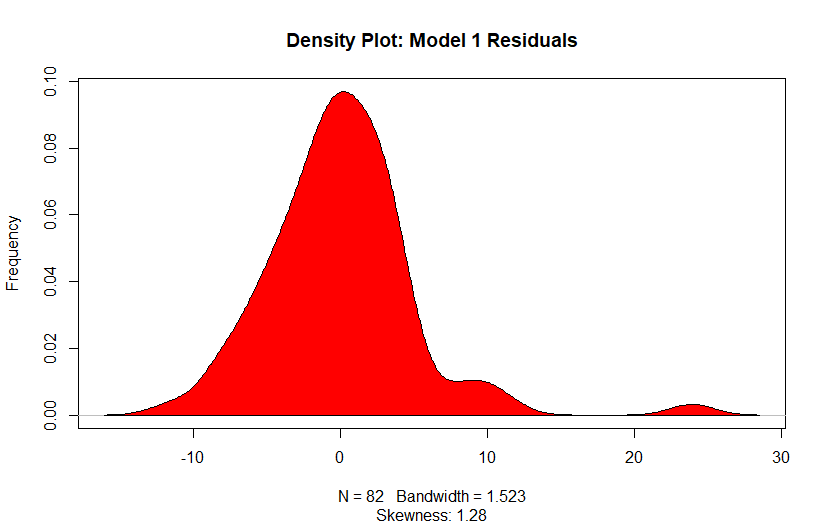 Density Plot: Model 1 Residuals
0.10
0.08
0.06
0.04
0.02
0.00
Frequency
-10 0 10 20 30
N = 82 Bandwidth = 1.523
Skewness: 1.28